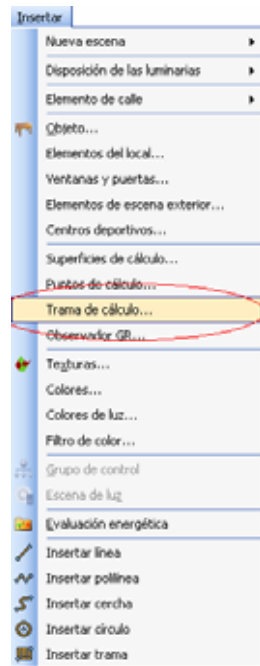 Insertar
Nueva escena
Disposición de las luminarias
Elemento de calle
Objeto...
Elementos del local...
Ventanas y puertas...
Elementos de escena exterior...
Centros deportivos...
Superficies de cálculo...
Puntos de cálculo...
Trama de cálculo...
Observador GR...
Texturas...
Colores...
Colores de luz...
Filtro de color...
Grupo de control
Escena de luz
Evaluación energética
Insertar línea
Insertar polilínea
Insertar cercha
Insertar círculo
Insertar trama